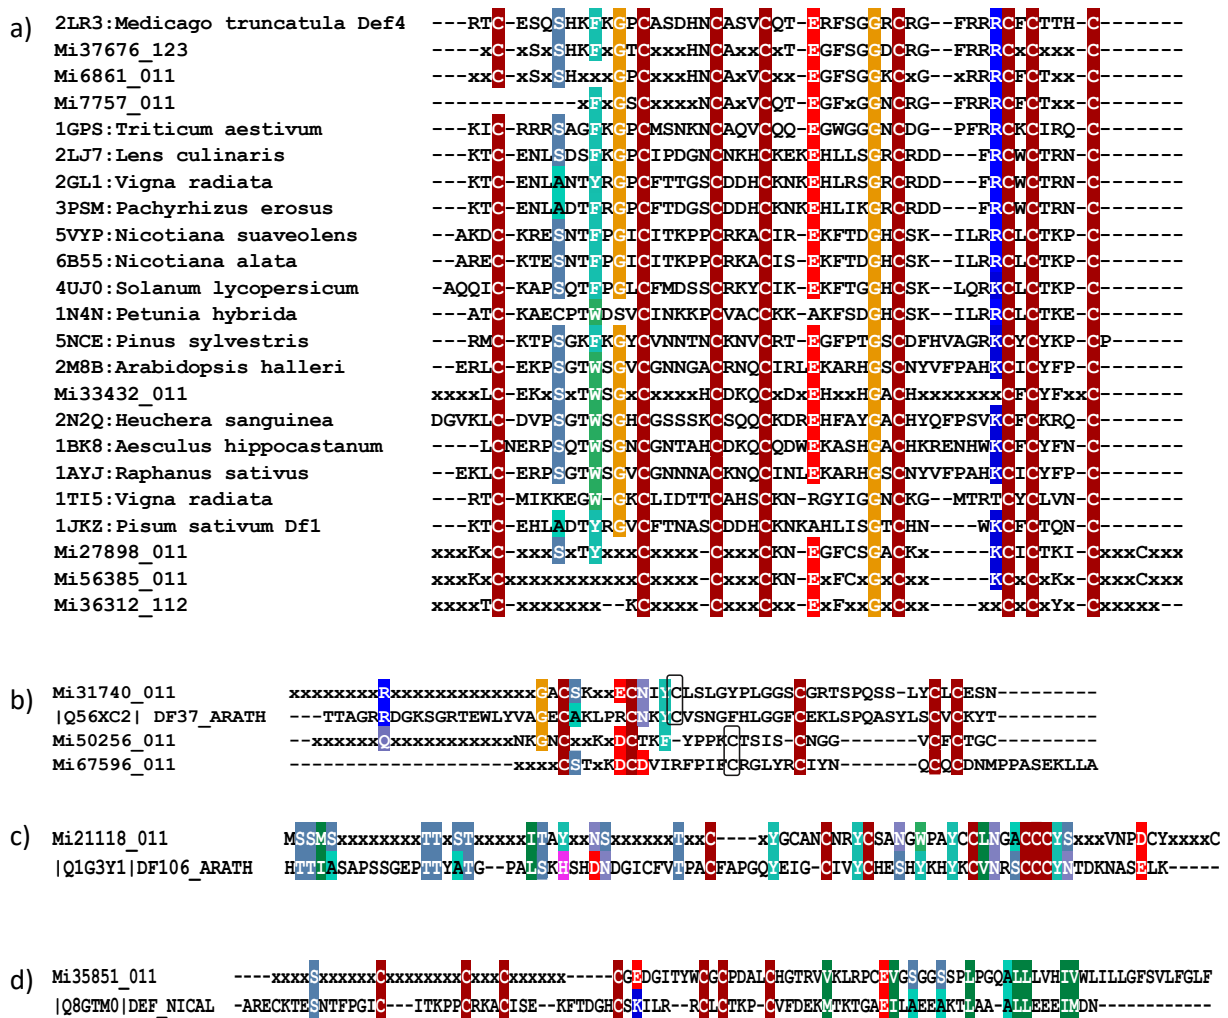 a) 2LR3:Medicago truncatula Def4 ---RTC-ESQSHKFKGPCASDHNCASVCQT-ERFSGGRCRG--FRRRCFCTTH-C-------
Mi37676_123 ----xC-xSxSHKFxGTCxxxHNCAxxCxT-EGFSGGDCRG--FRRRCxCxxx-C-------
Mi6861_011 ---xxC-xSxSHxxxGPCxxxHNCAxVCxx-EGFSGGKCxG--xRRRCFCTxx-C-------
Mi7757_011 ------------xFxGSCxxxxNCAxVCQT-EGFxGGNCRG--FRRRCFCTxx-C-------
1GPS:Triticum aestivum ---KIC-RRRSAGFKGPCMSNKNCAQVCQQ-EGWGGGNCDG--PFRRCKCIRQ-C-------
2LJ7:Lens culinaris ---KTC-ENLSDSFKGPCIPDGNCNKHCKEKEHLLSGRCRDD---FRCWCTRN-C-------
2GL1:Vigna radiata ---KTC-ENLANTYRGPCFTTGSCDDHCKNKEHLRSGRCRDD---FRCWCTRN-C-------
3PSM:Pachyrhizus erosus ---KTC-ENLADTFRGPCFTDGSCDDHCKNKEHLIKGRCRDD---FRCWCTRN-C-------
5VYP:Nicotiana suaveolens --AKDC-KRESNTFPGICITKPPCRKACIR-EKFTDGHCSK--ILRRCLCTKP-C-------
6B55:Nicotiana alata --AREC-KTESNTFPGICITKPPCRKACIS-EKFTDGHCSK--ILRRCLCTKP-C-------
4UJ0:Solanum lycopersicum -AQQIC-KAPSQTFPGLCFMDSSCRKYCIK-EKFTGGHCSK--LQRKCLCTKP-C-------
1N4N:Petunia hybrida ---ATC-KAECPTWDSVCINKKPCVACCKK-AKFSDGHCSK--ILRRCLCTKE-C-------
5NCE:Pinus sylvestris ---RMC-KTPSGKFKGYCVNNTNCKNVCRT-EGFPTGSCDFHVAGRKCYCYKP-CP------
2M8B:Arabidopsis halleri --ERLC-EKPSGTWSGVCGNNGACRNQCIRLEKARHGSCNYVFPAHKCICYFP-C-------
Mi33432_011 xxxxLC-EKxSxTWSGxCxxxxHCDKQCxDxEHxxHGACHxxxxxxxCFCYFxxC-------
2N2Q:Heuchera sanguinea DGVKLC-DVPSGTWSGHCGSSSKCSQQCKDREHFAYGACHYQFPSVKCFCKRQ-C-------
1BK8:Aesculus hippocastanum ----LCNERPSQTWSGNCGNTAHCDKQCQDWEKASHGACHKRENHWKCFCYFN-C-------
1AYJ:Raphanus sativus --EKLC-ERPSGTWSGVCGNNNACKNQCINLEKARHGSCNYVFPAHKCICYFP-C-------
1TI5:Vigna radiata ---RTC-MIKKEGW-GKCLIDTTCAHSCKN-RGYIGGNCKG--MTRTCYCLVN-C-------
1JKZ:Pisum sativum Df1 ---KTC-EHLADTYRGVCFTNASCDDHCKNKAHLISGTCHN----WKCFCTQN-C-------
Mi27898_011 xxxKxC-xxxSxTYxxxCxxxx-CxxxCKN-EGFCSGACKx-----KCICTKI-CxxxCxxx
Mi56385_011 xxxKxCxxxxxxxxxxxCxxxx-CxxxCKN-ExFCxGxCxx-----KCxCxKx-CxxxCxxx
Mi36312_112 xxxxTC-xxxxxxx--KCxxxx-CxxxCxx-ExFxxGxCxx----xxCxCxYx-Cxxxxx--
b) Mi31740_011 xxxxxxxxRxxxxxxxxxxxxxGACSKxxECNIYCLSLGYPLGGSCGRTSPQSS-LYCLCESN---------
|Q56XC2| DF37_ARATH ---TTAGRRDGKSGRTEWLYVAGECAKLPRCNKYCVSNGFHLGGFCEKLSPQASYLSCVCKYT---------
Mi50256_011 --xxxxxxQxxxxxxxxxxxNKGNCxxKxDCTKF-YPPKCTSIS-CNGG-------VCFCTGC---------
Mi67596_011 --------------------xxxxCSTxKDCDVIRFPIFCRGLYRCIYN-------CQCQCDNMPPASEKLLA
c) Mi21118_011 MSSMSxxxxxxxxTTxSTxxxxxITAYxxNSxxxxxxTxxC----xYGCANCNRYCSANGWPAYCCLNGACCCYSxxxVNPDCYxxxxC
|Q1G3Y1|DF106_ARATH HTTIASAPSSGEPTTYATG--PALSKHSHDNDGICFVTPACFAPGQYEIG-CIVYCHESHYKHYKCVNRSCCCYNTDKNASELK-----
d) Mi35851_011 ----xxxxSxxxxxCxxxxxxxCxxxCxxxxxx-----CGEDGITYWCGCPDALCHGTRVVKLRPCEVGSGGSSPLPGQALLLVHIVWLILLGFSVLFGLF
|Q8GTM0|DEF_NICAL -ARECKTESNTFPGIC---ITKPPCRKACISE--KFTDGHCSKILR--RCLCTKP-CVFDEKMTKTGAEILAEEAKTLAA-ALLEEEIMDN----------